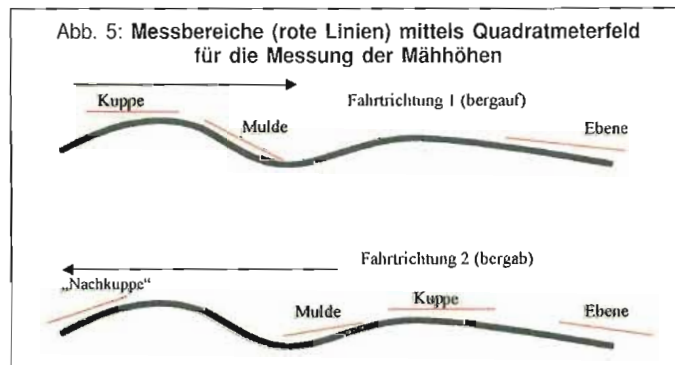 Abb. 5: Messbereiche (rote Linien) mittels Quadratmeterfeld
für die Messung der Mähhöhen
Kuppe
Fahrtrichtung 1 (bergauf)
Mulde
Ebene
Fahrtrichtung 2 (bergab)
„Nachkuppe“
Mulde
Kuppe
Ebene